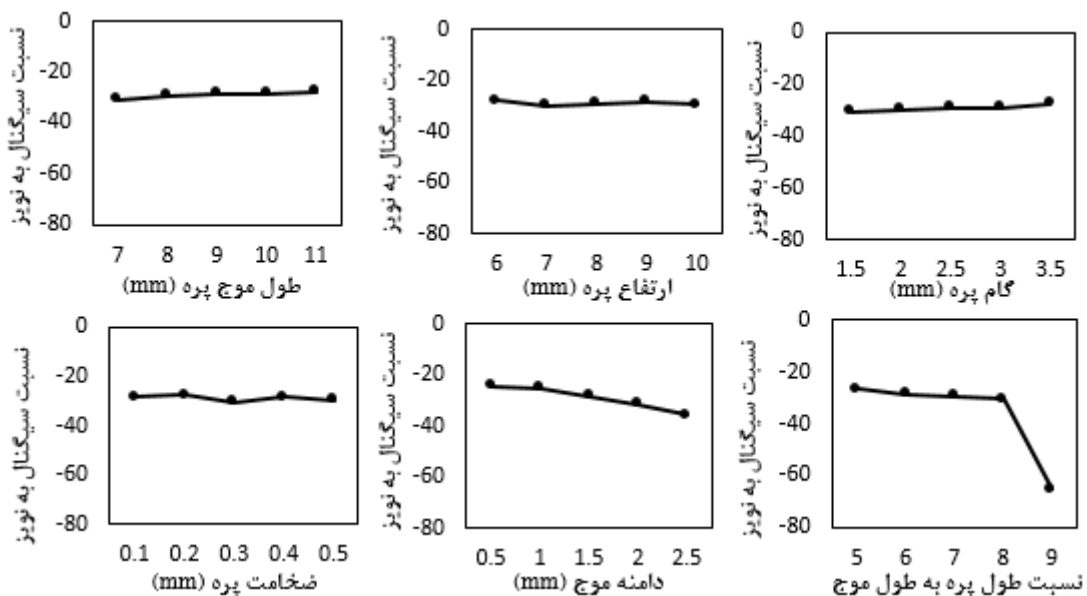 نسبت سیگنال به نویز
0
-20
-40
-60
-80
7 8 9 10 11
طول موج پره (mm)
نسبت سیگنال به نویز
0
-20
-40
-60
-80
6 7 8 9 10
ارتفاع پره (mm)
نسبت سیگنال به نویز
0
-20
-40
-60
-80
1.5 2 2.5 3 3.5
گام پره (mm)
نسبت سیگنال به نویز
0
-20
-40
-60
-80
0.1 0.2 0.3 0.4 0.5
ضخامت پره (mm)
نسبت سیگنال به نویز
0
-20
-40
-60
-80
0.5 1 1.5 2 2.5
دامنه موج (mm)
نسبت سیگنال به نویز
0
-20
-40
-60
-80
5 6 7 8 9
نسبت طول پره به طول موج